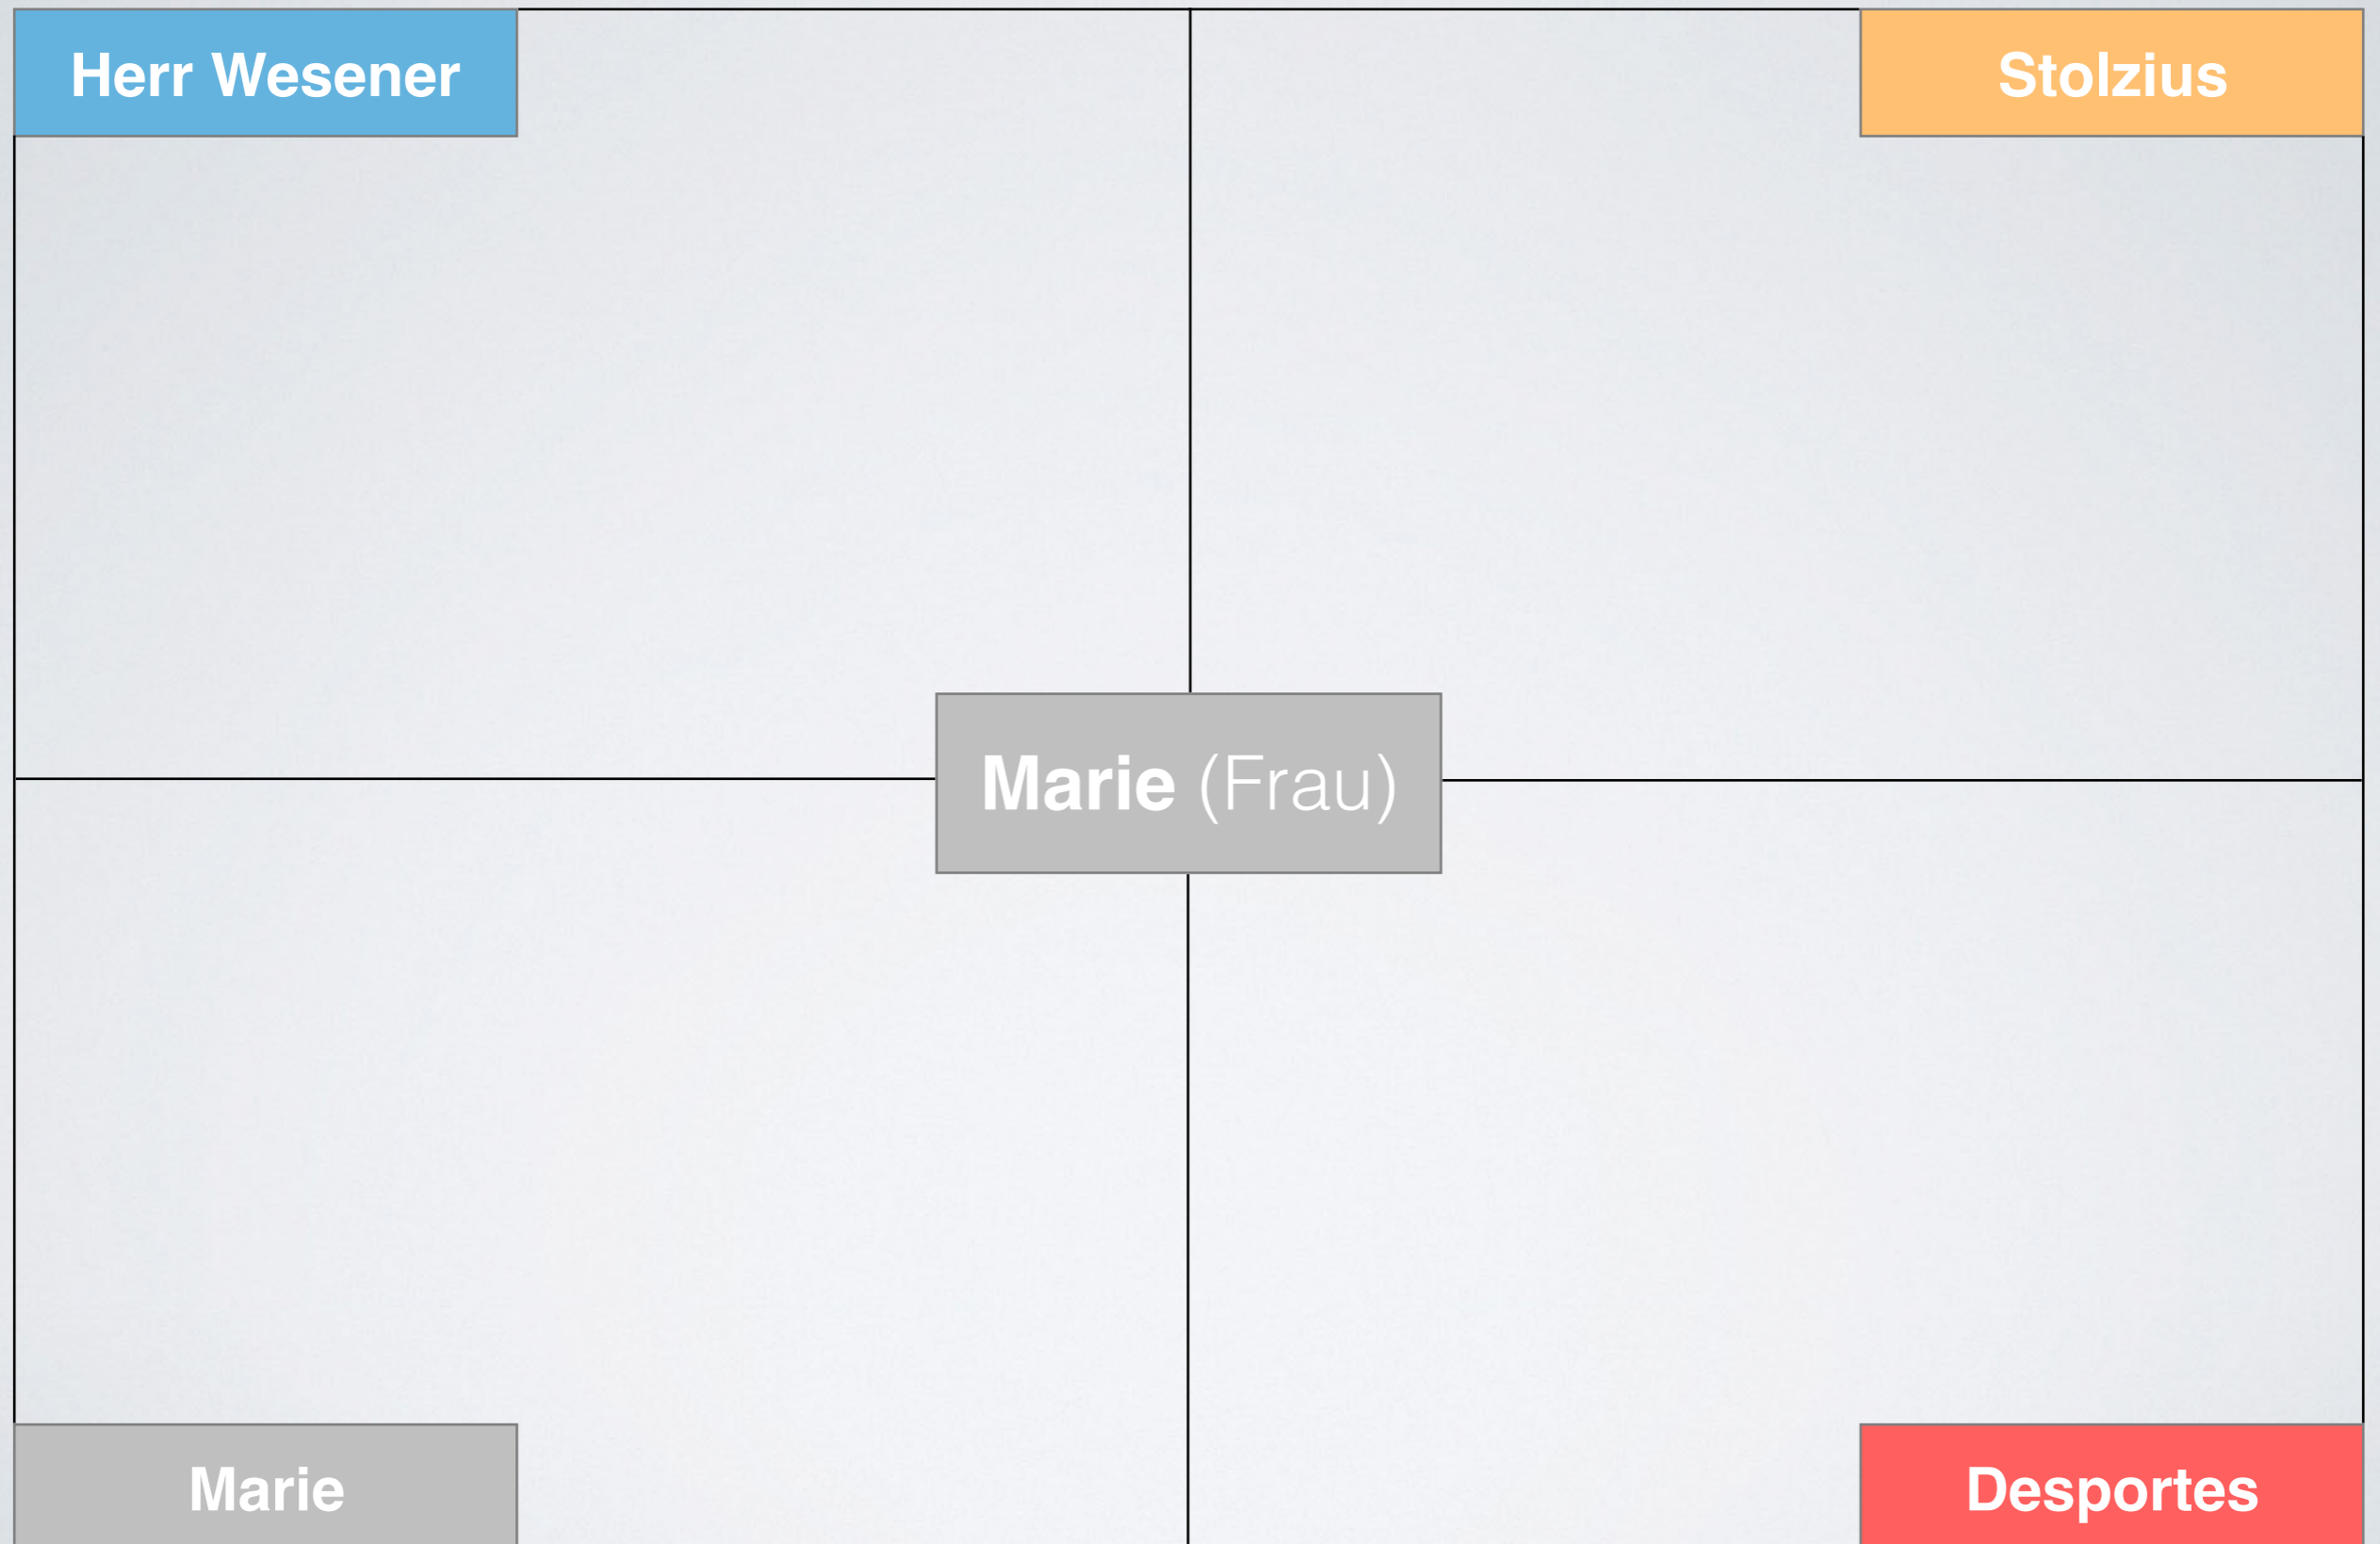 Herr Wesener
Stolzius
Marie (Frau)
Marie
Desportes